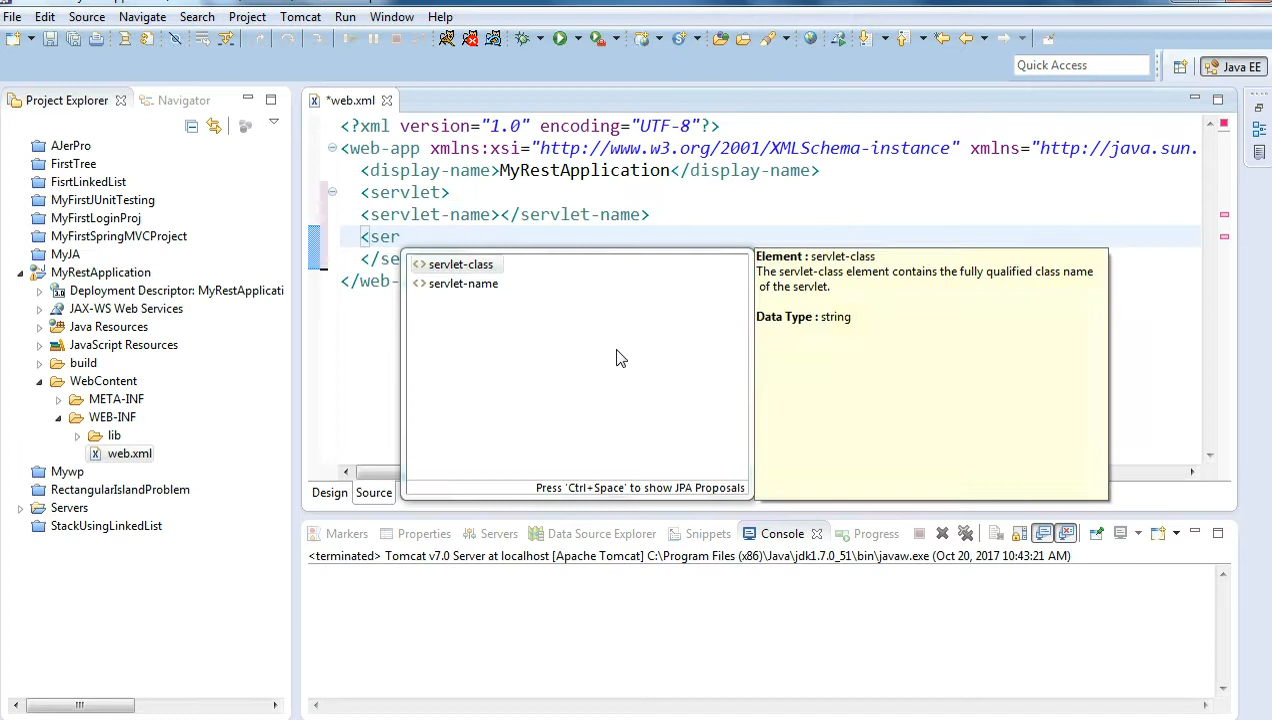 File Edit Source Navigate Search Project Tomcat Run Window Help
Quick Access
Java EE
Project Explorer
Navigator
AJerPro
FirstTree
FisrtLinkedList
MyFirstJUnitTesting
MyFirstLoginProj
MyFirstSpringMVCProject
MyJA
MyRestApplication
Deployment Descriptor: MyRestApplicati
JAX-WS Web Services
Java Resources
JavaScript Resources
build
WebContent
META-INF
WEB-INF
lib
web.xml
Mywp
RectangularIslandProblem
Servers
StackUsingLinkedList
*web.xml
<?xml version="1.0" encoding="UTF-8"?>
<web-app xmlns:xsi="http://www.w3.org/2001/XMLSchema-instance" xmlns="http://java.sun.
<display-name>MyRestApplication</display-name>
<servlet>
<servlet-name></servlet-name>
<ser
</se
</web-
servlet-class
servlet-name
Press 'Ctrl+Space' to show JPA Proposals
Element : servlet-class
The servlet-class element contains the fully qualified class name
of the servlet.
Data Type : string
Design Source
Markers Properties Servers Data Source Explorer Snippets Console Progress
<terminated> Tomcat v7.0 Server at localhost [Apache Tomcat] C:\Program Files (x86)\Java\jdk1.7.0_51\bin\javaw.exe (Oct 20, 2017 10:43:21 AM)